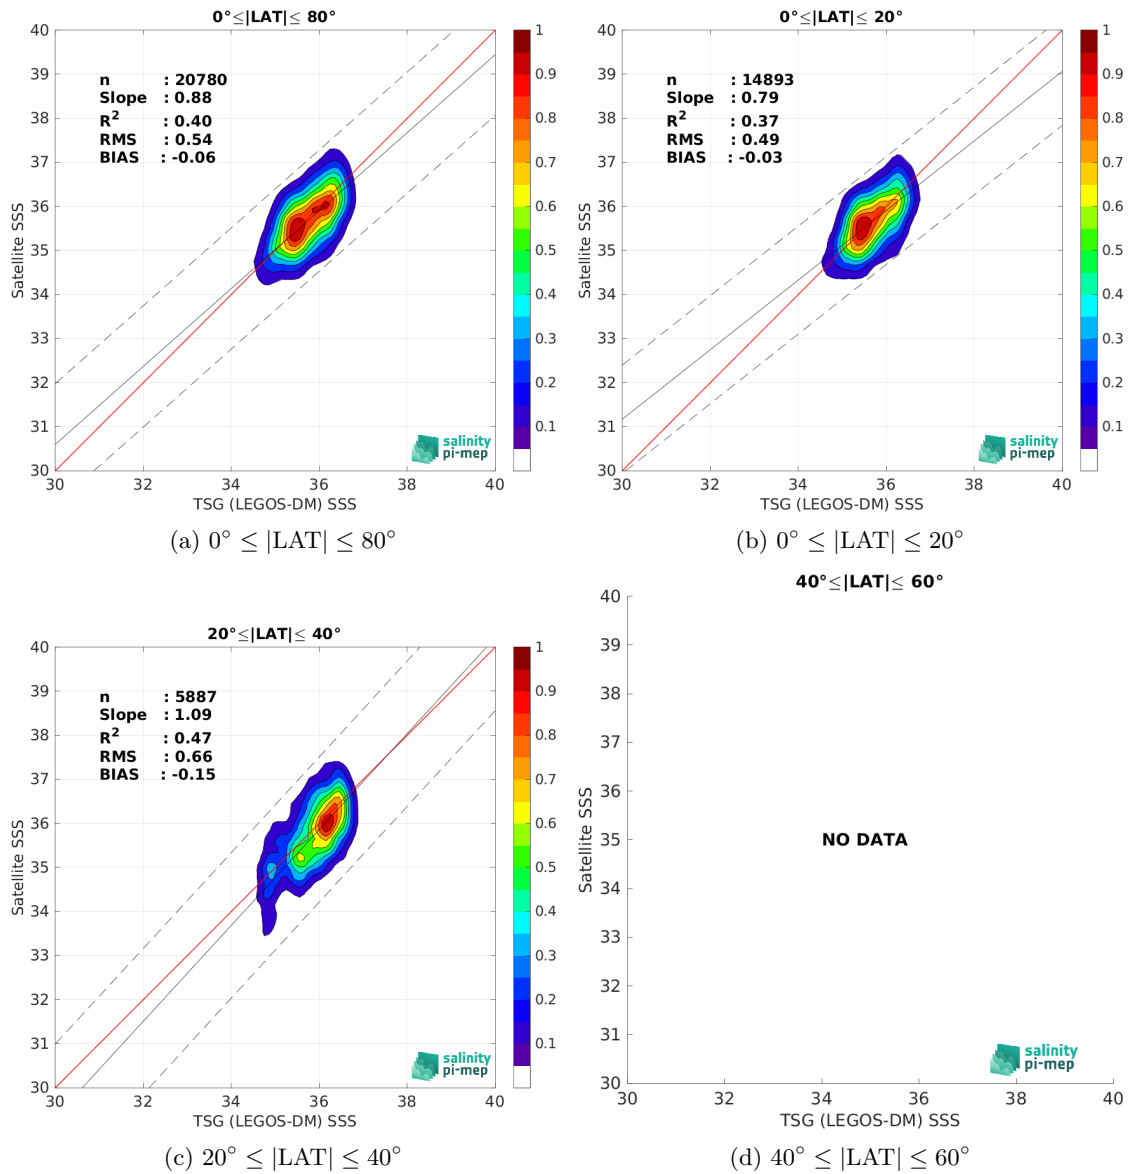 0°≤|LAT|≤ 80°
40
39
38
37
36
35
34
33
32
31
30
Satellite SSS
n : 20780
Slope : 0.88
R² : 0.40
RMS : 0.54
BIAS : -0.06
salinity
pi-mep
30 32 34 36 38 40
TSG (LEGOS-DM) SSS
1
0.9
0.8
0.7
0.6
0.5
0.4
0.3
0.2
0.1
(a) 0° ≤ |LAT| ≤ 80°
0°≤|LAT|≤ 20°
40
39
38
37
36
35
34
33
32
31
30
Satellite SSS
n : 14893
Slope : 0.79
R² : 0.37
RMS : 0.49
BIAS : -0.03
salinity
pi-mep
30 32 34 36 38 40
TSG (LEGOS-DM) SSS
1
0.9
0.8
0.7
0.6
0.5
0.4
0.3
0.2
0.1
(b) 0° ≤ |LAT| ≤ 20°
20°≤|LAT|≤ 40°
40
39
38
37
36
35
34
33
32
31
30
Satellite SSS
n : 5887
Slope : 1.09
R² : 0.47
RMS : 0.66
BIAS : -0.15
salinity
pi-mep
30 32 34 36 38 40
TSG (LEGOS-DM) SSS
1
0.9
0.8
0.7
0.6
0.5
0.4
0.3
0.2
0.1
(c) 20° ≤ |LAT| ≤ 40°
40°≤|LAT|≤ 60°
40
39
38
37
36
35
34
33
32
31
30
Satellite SSS
NO DATA
salinity
pi-mep
30 32 34 36 38 40
TSG (LEGOS-DM) SSS
(d) 40° ≤ |LAT| ≤ 60°